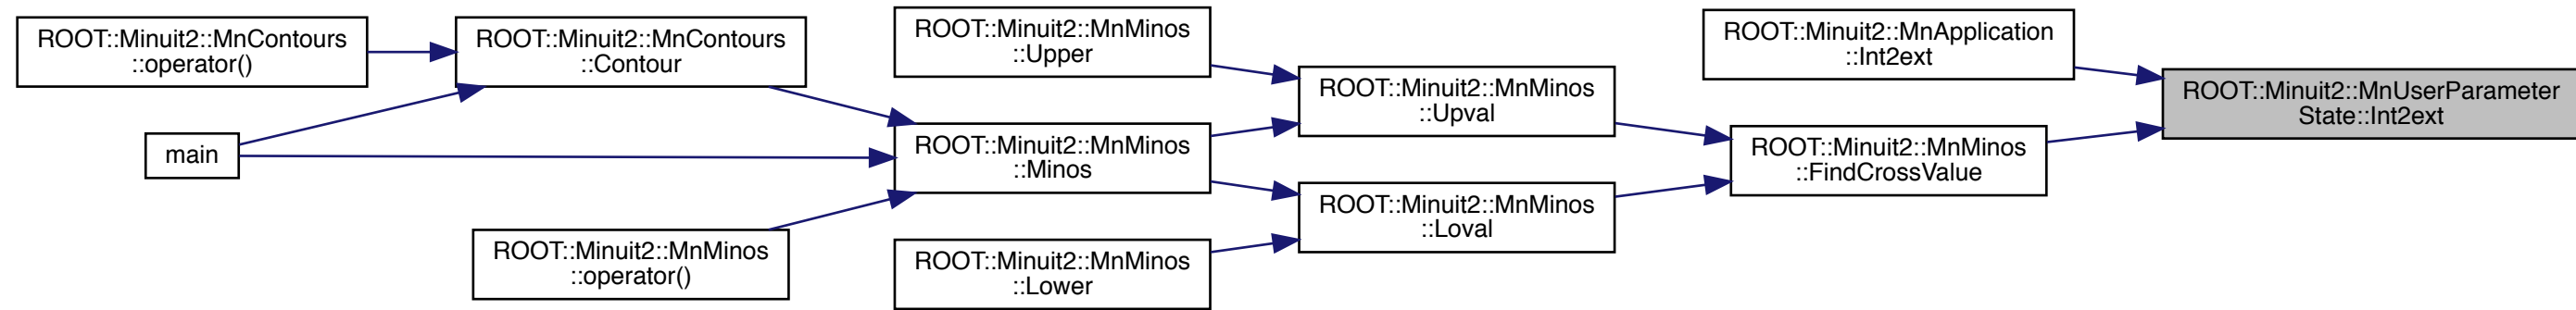 ROOT::Minuit2::MnContours
::operator()
main
ROOT::Minuit2::MnContours
::Contour
ROOT::Minuit2::MnMinos
::operator()
ROOT::Minuit2::MnMinos
::Upper
ROOT::Minuit2::MnMinos
::Minos
ROOT::Minuit2::MnMinos
::Lower
ROOT::Minuit2::MnMinos
::Upval
ROOT::Minuit2::MnMinos
::Loval
ROOT::Minuit2::MnApplication
::Int2ext
ROOT::Minuit2::MnMinos
::FindCrossValue
ROOT::Minuit2::MnUserParameter
State::Int2ext